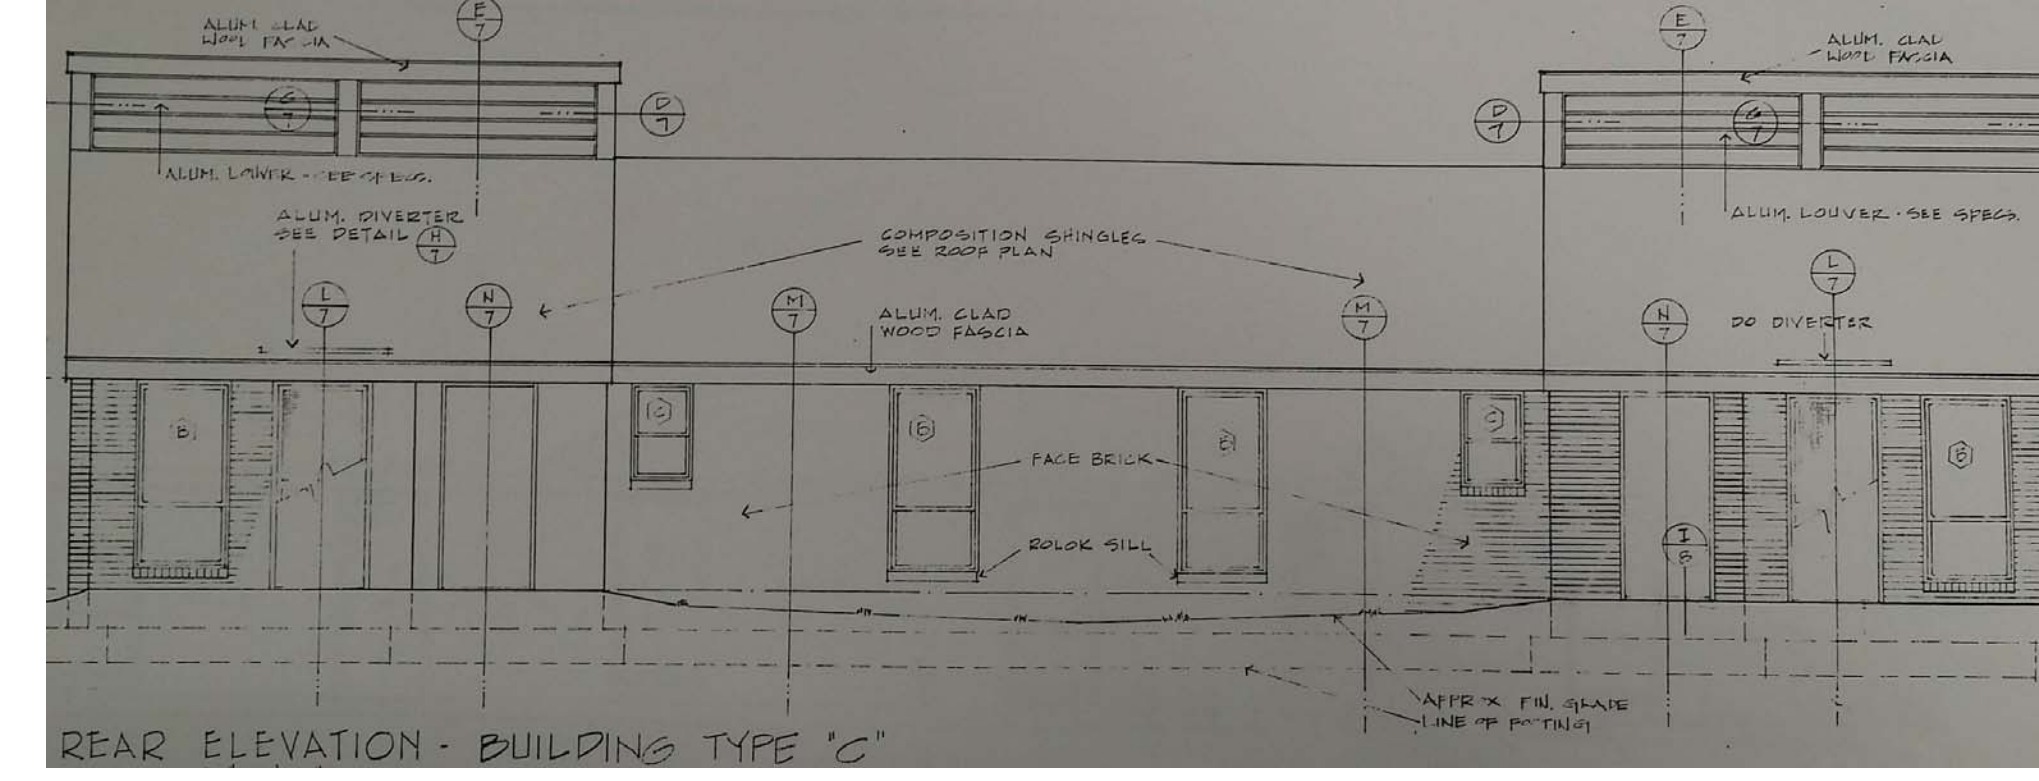 ALUM. CLAD
WOOD FASCIA
E
7
E
7
ALUM. CLAD
WOOD FASCIA
G
7
D
7
D
7
G
7
ALUM. LOUVER - SEE SPECS.
ALUM. LOUVER - SEE SPECS.
ALUM. DIVERTER
SEE DETAIL H
7
COMPOSITION SHINGLES
SEE ROOF PLAN
L
7
N
7
M
7
ALUM. CLAD
WOOD FASCIA
M
7
N
7
L
7
DO DIVERTER
B
C
B
B
C
B
FACE BRICK
ROLOK SILL
I
8
APPROX FIN. GRADE
LINE OF FOOTING
REAR ELEVATION - BUILDING TYPE "C"